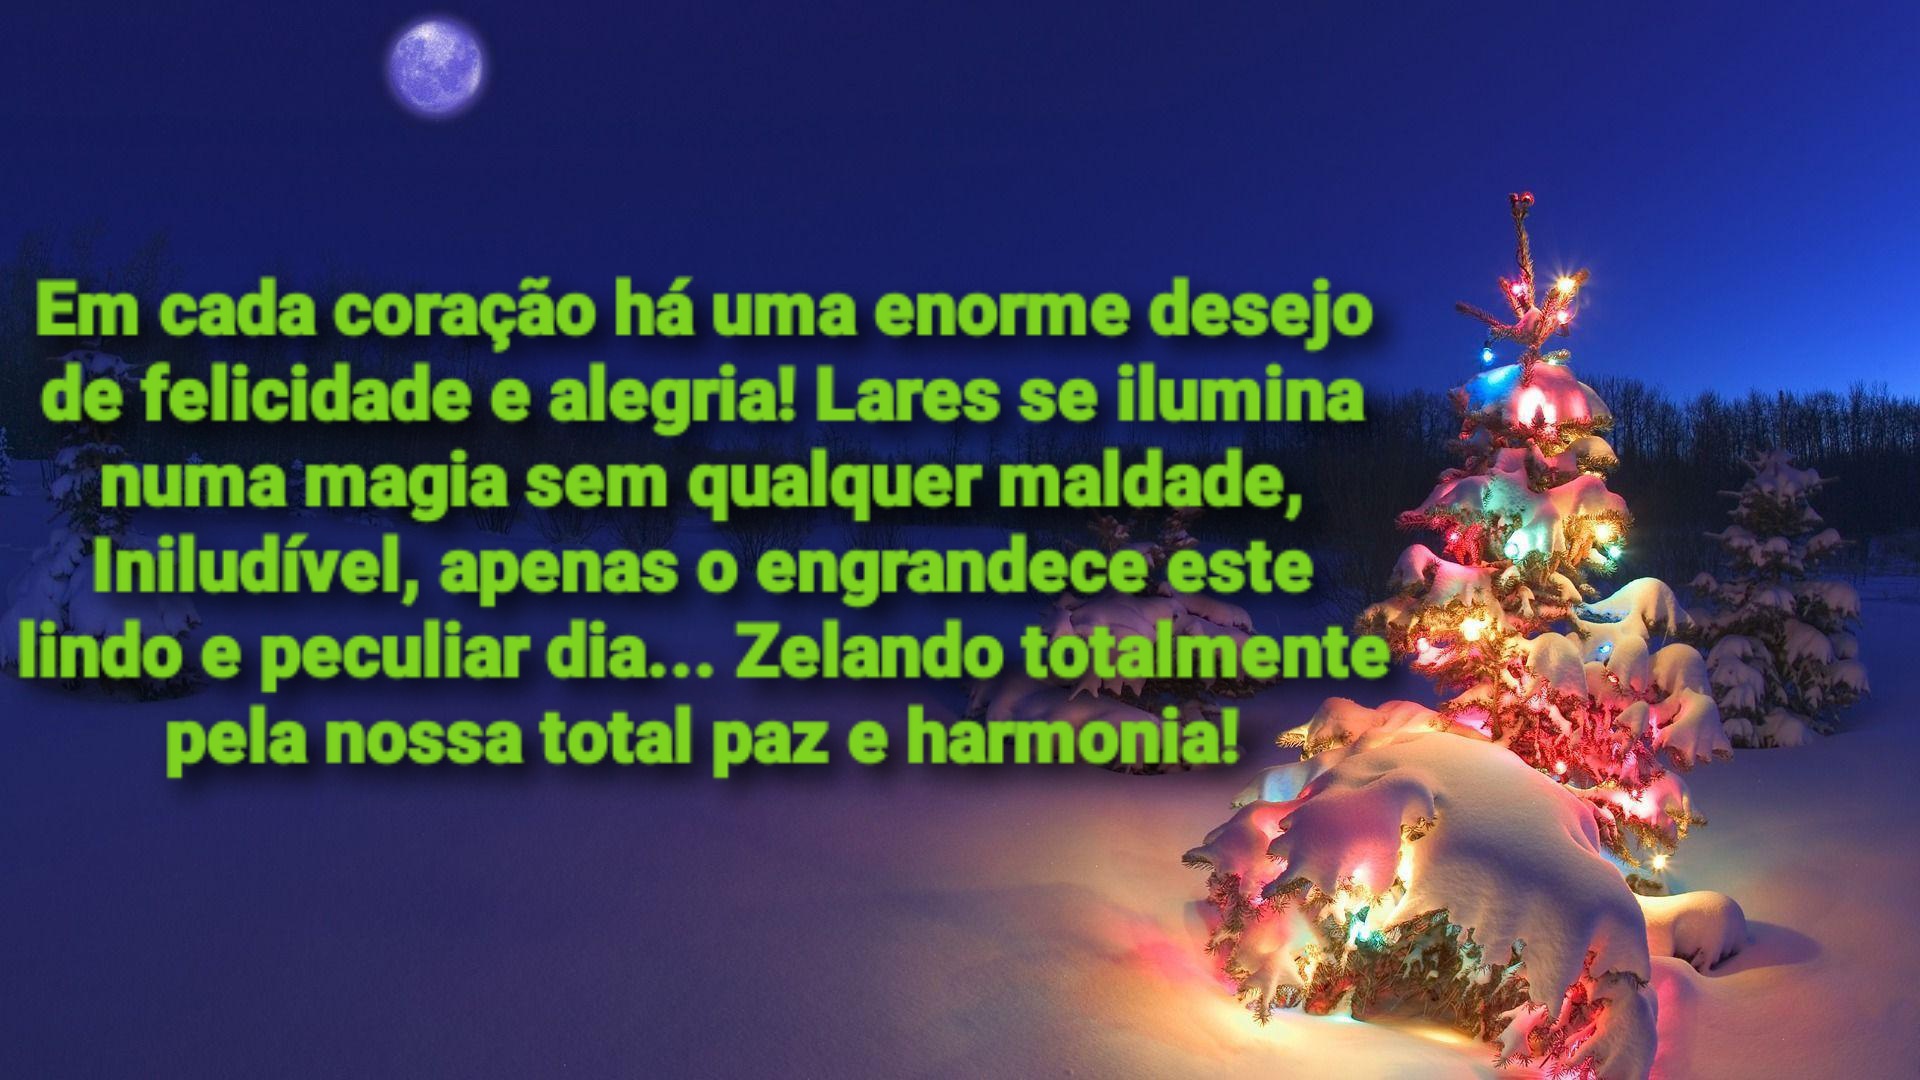 Em cada coração há uma enorme desejo
de felicidade e alegria! Lares se ilumina
numa magia sem qualquer maldade,
Iniludível, apenas o engrandece este
lindo e peculiar dia... Zelando totalmente
pela nossa total paz e harmonia!